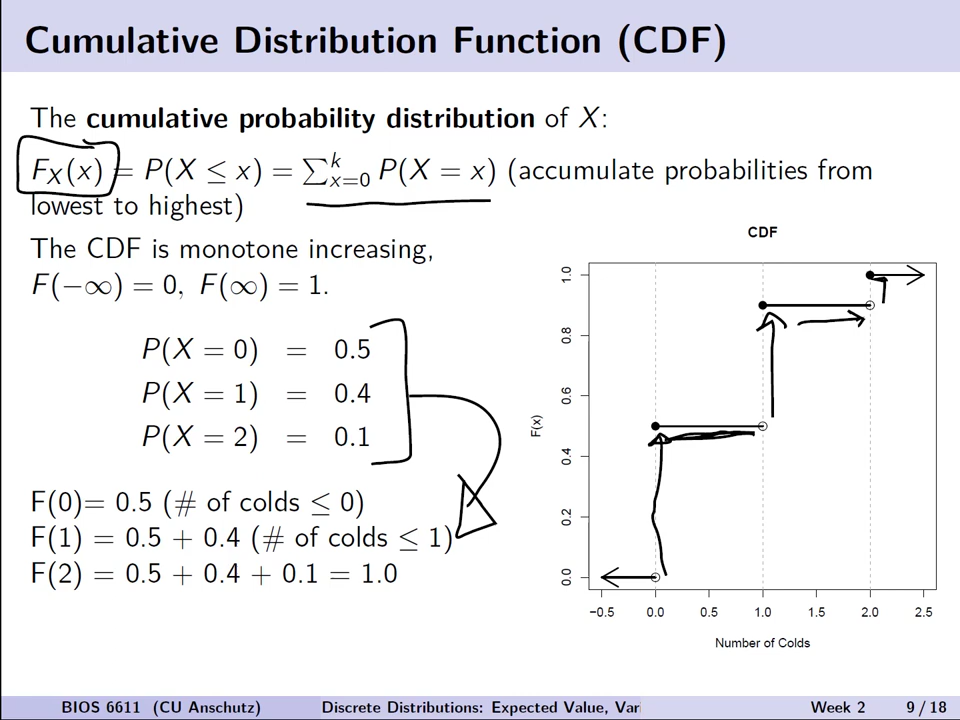 Cumulative Distribution Function (CDF)
The cumulative probability distribution of X:
F_X(x) = P(X ≤ x) = ∑_{x=0}^{k} P(X = x) (accumulate probabilities from
lowest to highest)
The CDF is monotone increasing,
F(−∞) = 0, F(∞) = 1.
P(X = 0) = 0.5
P(X = 1) = 0.4
P(X = 2) = 0.1
F(0)= 0.5 (# of colds ≤ 0)
F(1) = 0.5 + 0.4 (# of colds ≤ 1)
F(2) = 0.5 + 0.4 + 0.1 = 1.0
CDF
F(x)
1.0
0.8
0.6
0.4
0.2
0.0
−0.5 0.0 0.5 1.0 1.5 2.0 2.5
Number of Colds
BIOS 6611 (CU Anschutz) Discrete Distributions: Expected Value, Vari Week 2 9 / 18